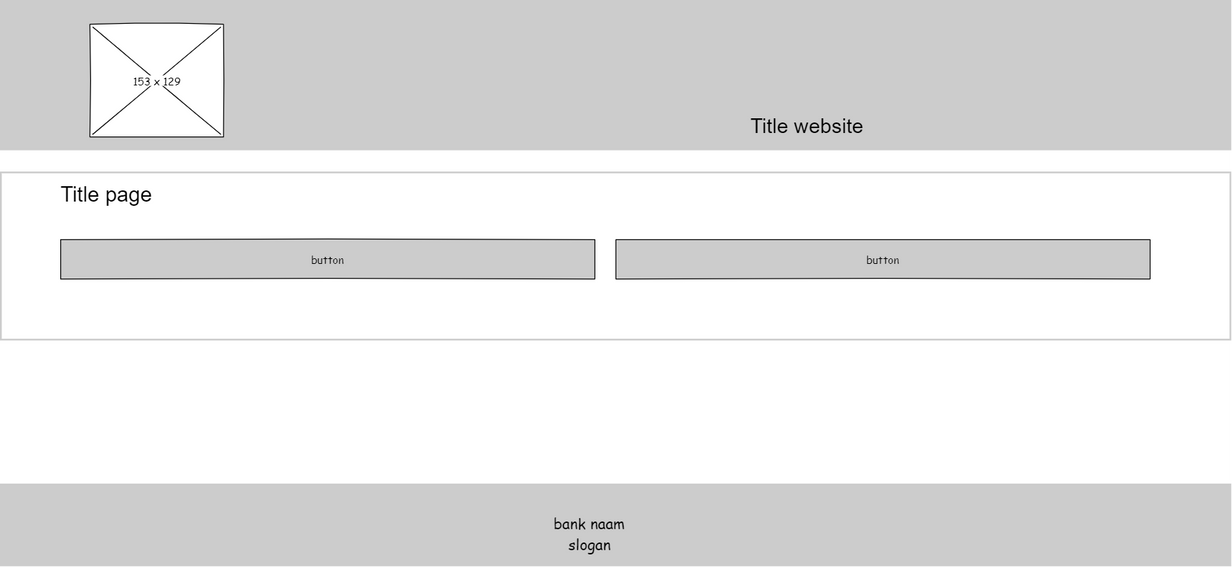 153 x 129
Title website
Title page
button
button
bank naam
slogan